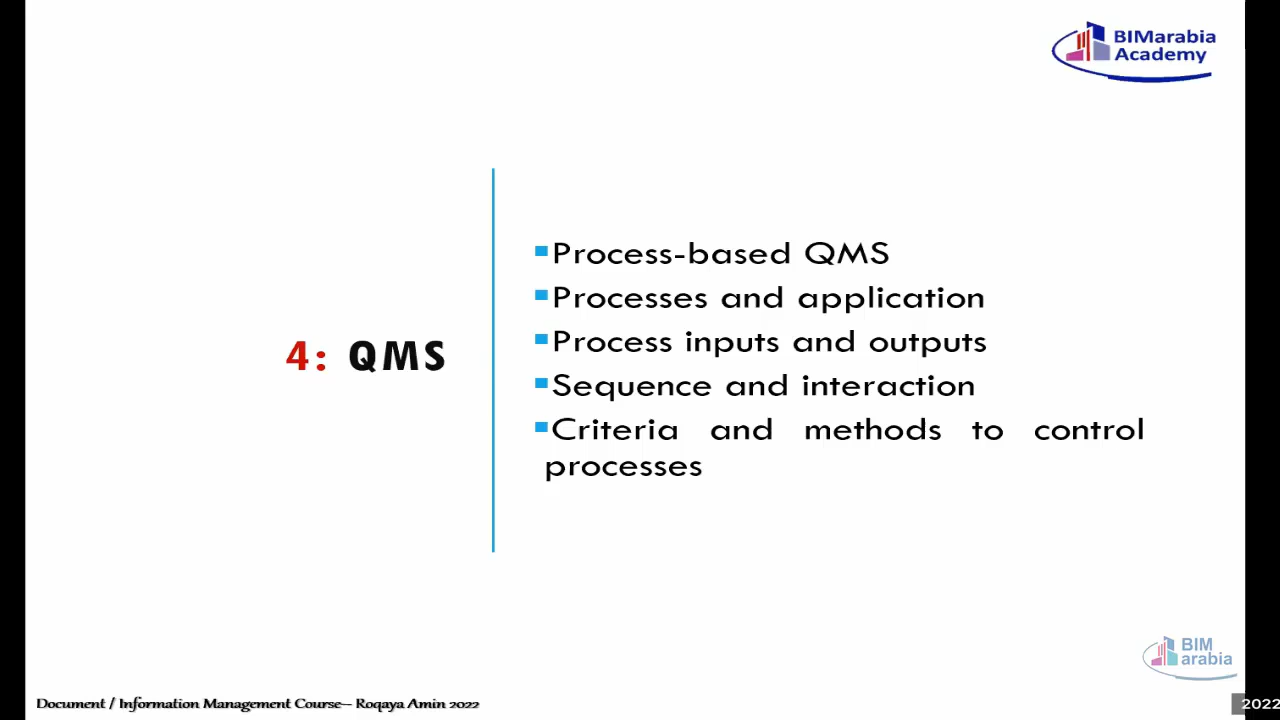 BIMarabia
Academy
4: QMS
Process-based QMS
Processes and application
Process inputs and outputs
Sequence and interaction
Criteria and methods to control
processes
BIM
arabia
Document / Information Management Course-- Roqaya Amin 2022
2022